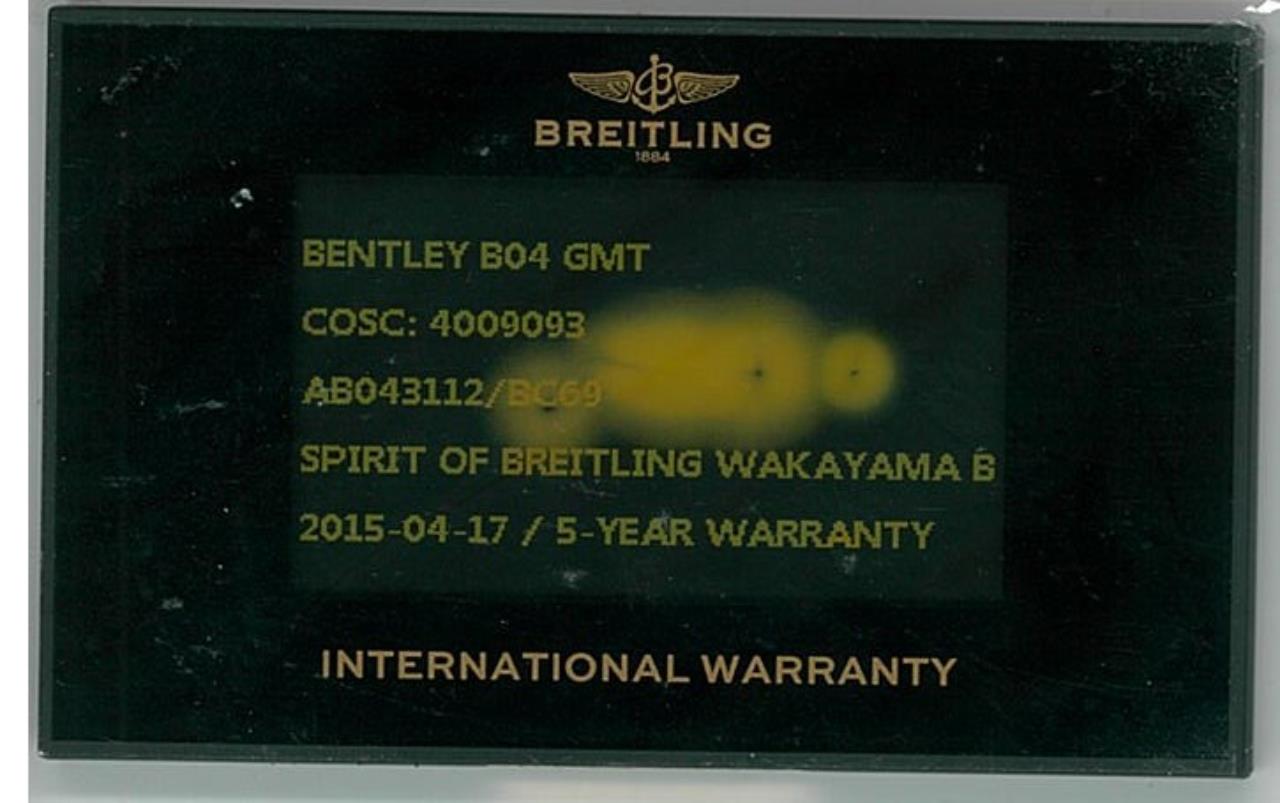 BREITLING
1884
BENTLEY B04 GMT
COSC: 4009093
AB043112/BC69
SPIRIT OF BREITLING WAKAYAMA B
2015-04-17 / 5-YEAR WARRANTY
INTERNATIONAL WARRANTY